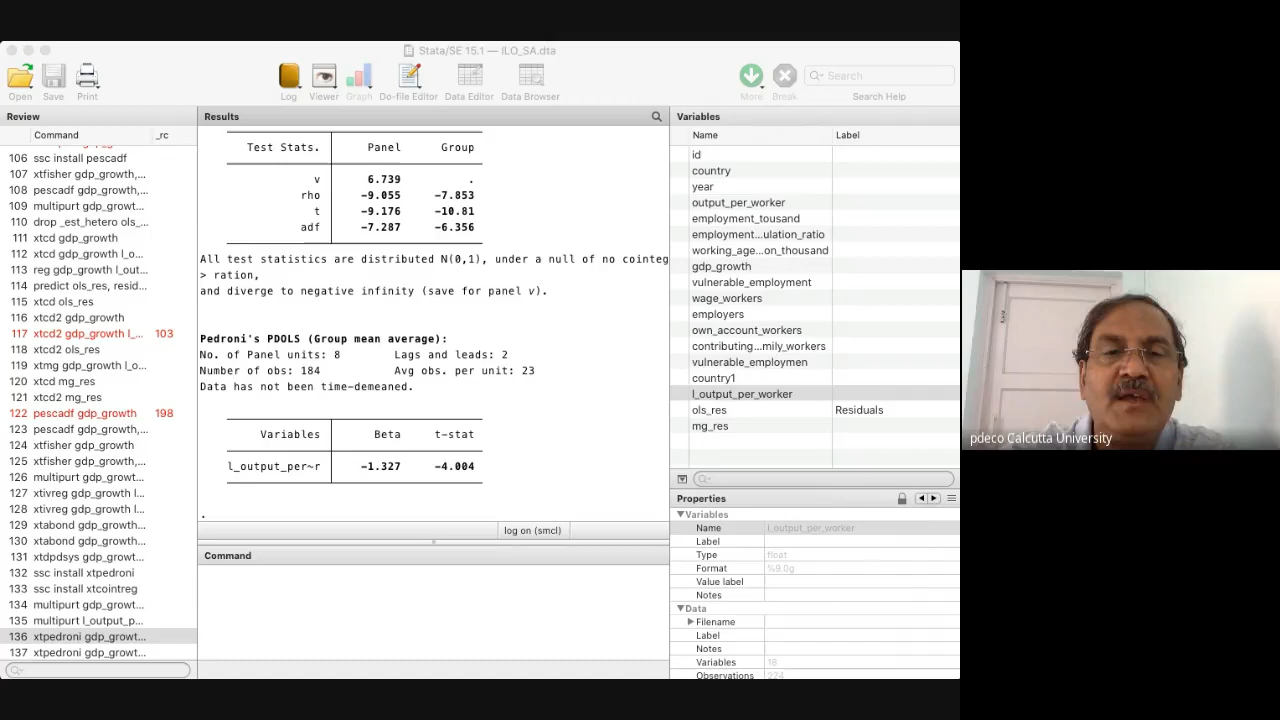 Stata/SE 15.1 — ILO_SA.dta
Open
Save
Print
Log
Viewer
Graph
Do-file Editor
Data Editor
Data Browser
More
Break
Search
Search Help
Review
Command
_rc
106 ssc install pescadf
107 xtfisher gdp_growth,...
108 pescadf gdp_growth,...
109 multipurt gdp_growth...
110 drop _est_hetero ols_...
111 xtcd gdp_growth
112 xtcd gdp_growth l_o...
113 reg gdp_growth l_out...
114 predict ols_res, resid...
115 xtcd ols_res
116 xtcd2 gdp_growth
117 xtcd2 gdp_growth l_... 103
118 xtcd2 ols_res
119 xtmg gdp_growth l_o...
120 xtcd mg_res
121 xtcd2 mg_res
122 pescadf gdp_growth 198
123 pescadf gdp_growth,...
124 xtfisher gdp_growth
125 xtfisher gdp_growth,...
126 multipurt gdp_growth...
127 xtivreg gdp_growth l...
128 xtivreg gdp_growth l...
129 xtabond gdp_growth...
130 xtabond gdp_growth...
131 xtdpdsys gdp_growt...
132 ssc install xtpedroni
133 ssc install xtcointreg
134 multipurt gdp_growt...
135 multipurt l_output_p...
136 xtpedroni gdp_growt...
137 xtpedroni gdp_growt...
Results
Test Stats. Panel Group
v 6.739 .
rho -9.055 -7.853
t -9.176 -10.81
adf -7.287 -6.356
All test statistics are distributed N(0,1), under a null of no cointeg
> ration,
and diverge to negative infinity (save for panel v).
Pedroni's PDOLS (Group mean average):
No. of Panel units: 8 Lags and leads: 2
Number of obs: 184 Avg obs. per unit: 23
Data has not been time-demeaned.
Variables Beta t-stat
l_output_per~r -1.327 -4.004
.
log on (smcl)
Command
Variables
Name Label
id
country
year
output_per_worker
employment_tousand
employment...ulation_ratio
working_age...on_thousand
gdp_growth
vulnerable_employment
wage_workers
employers
own_account_workers
contributing...mily_workers
vulnerable_employmen
country1
l_output_per_worker
ols_res Residuals
mg_res
Properties
Variables
Name l_output_per_worker
Label
Type float
Format %9.0g
Value label
Notes
Data
Filename
Label
Notes
Variables 18
Observations 224
pdeco Calcutta University